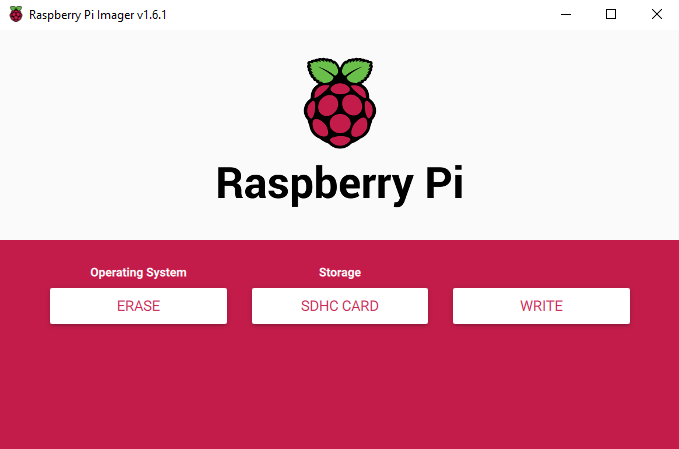 Raspberry Pi Imager v1.6.1
Raspberry Pi
Operating System
Storage
ERASE
SDHC CARD
WRITE